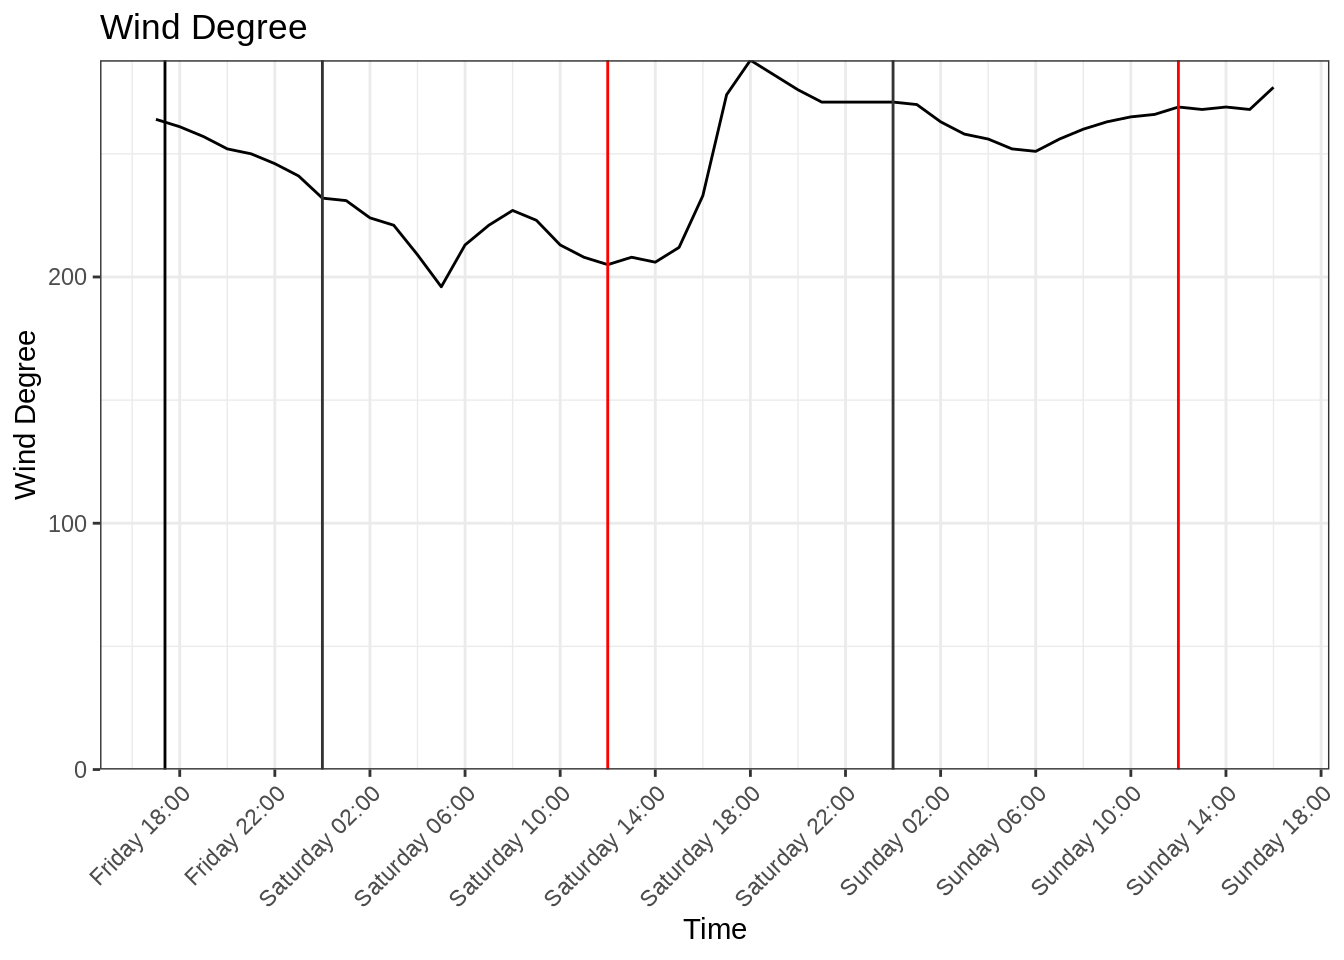 Wind Degree
Wind Degree
200
100
0
Friday 18:00
Friday 22:00
Saturday 02:00
Saturday 06:00
Saturday 10:00
Saturday 14:00
Saturday 18:00
Saturday 22:00
Sunday 02:00
Sunday 06:00
Sunday 10:00
Sunday 14:00
Sunday 18:00
Time